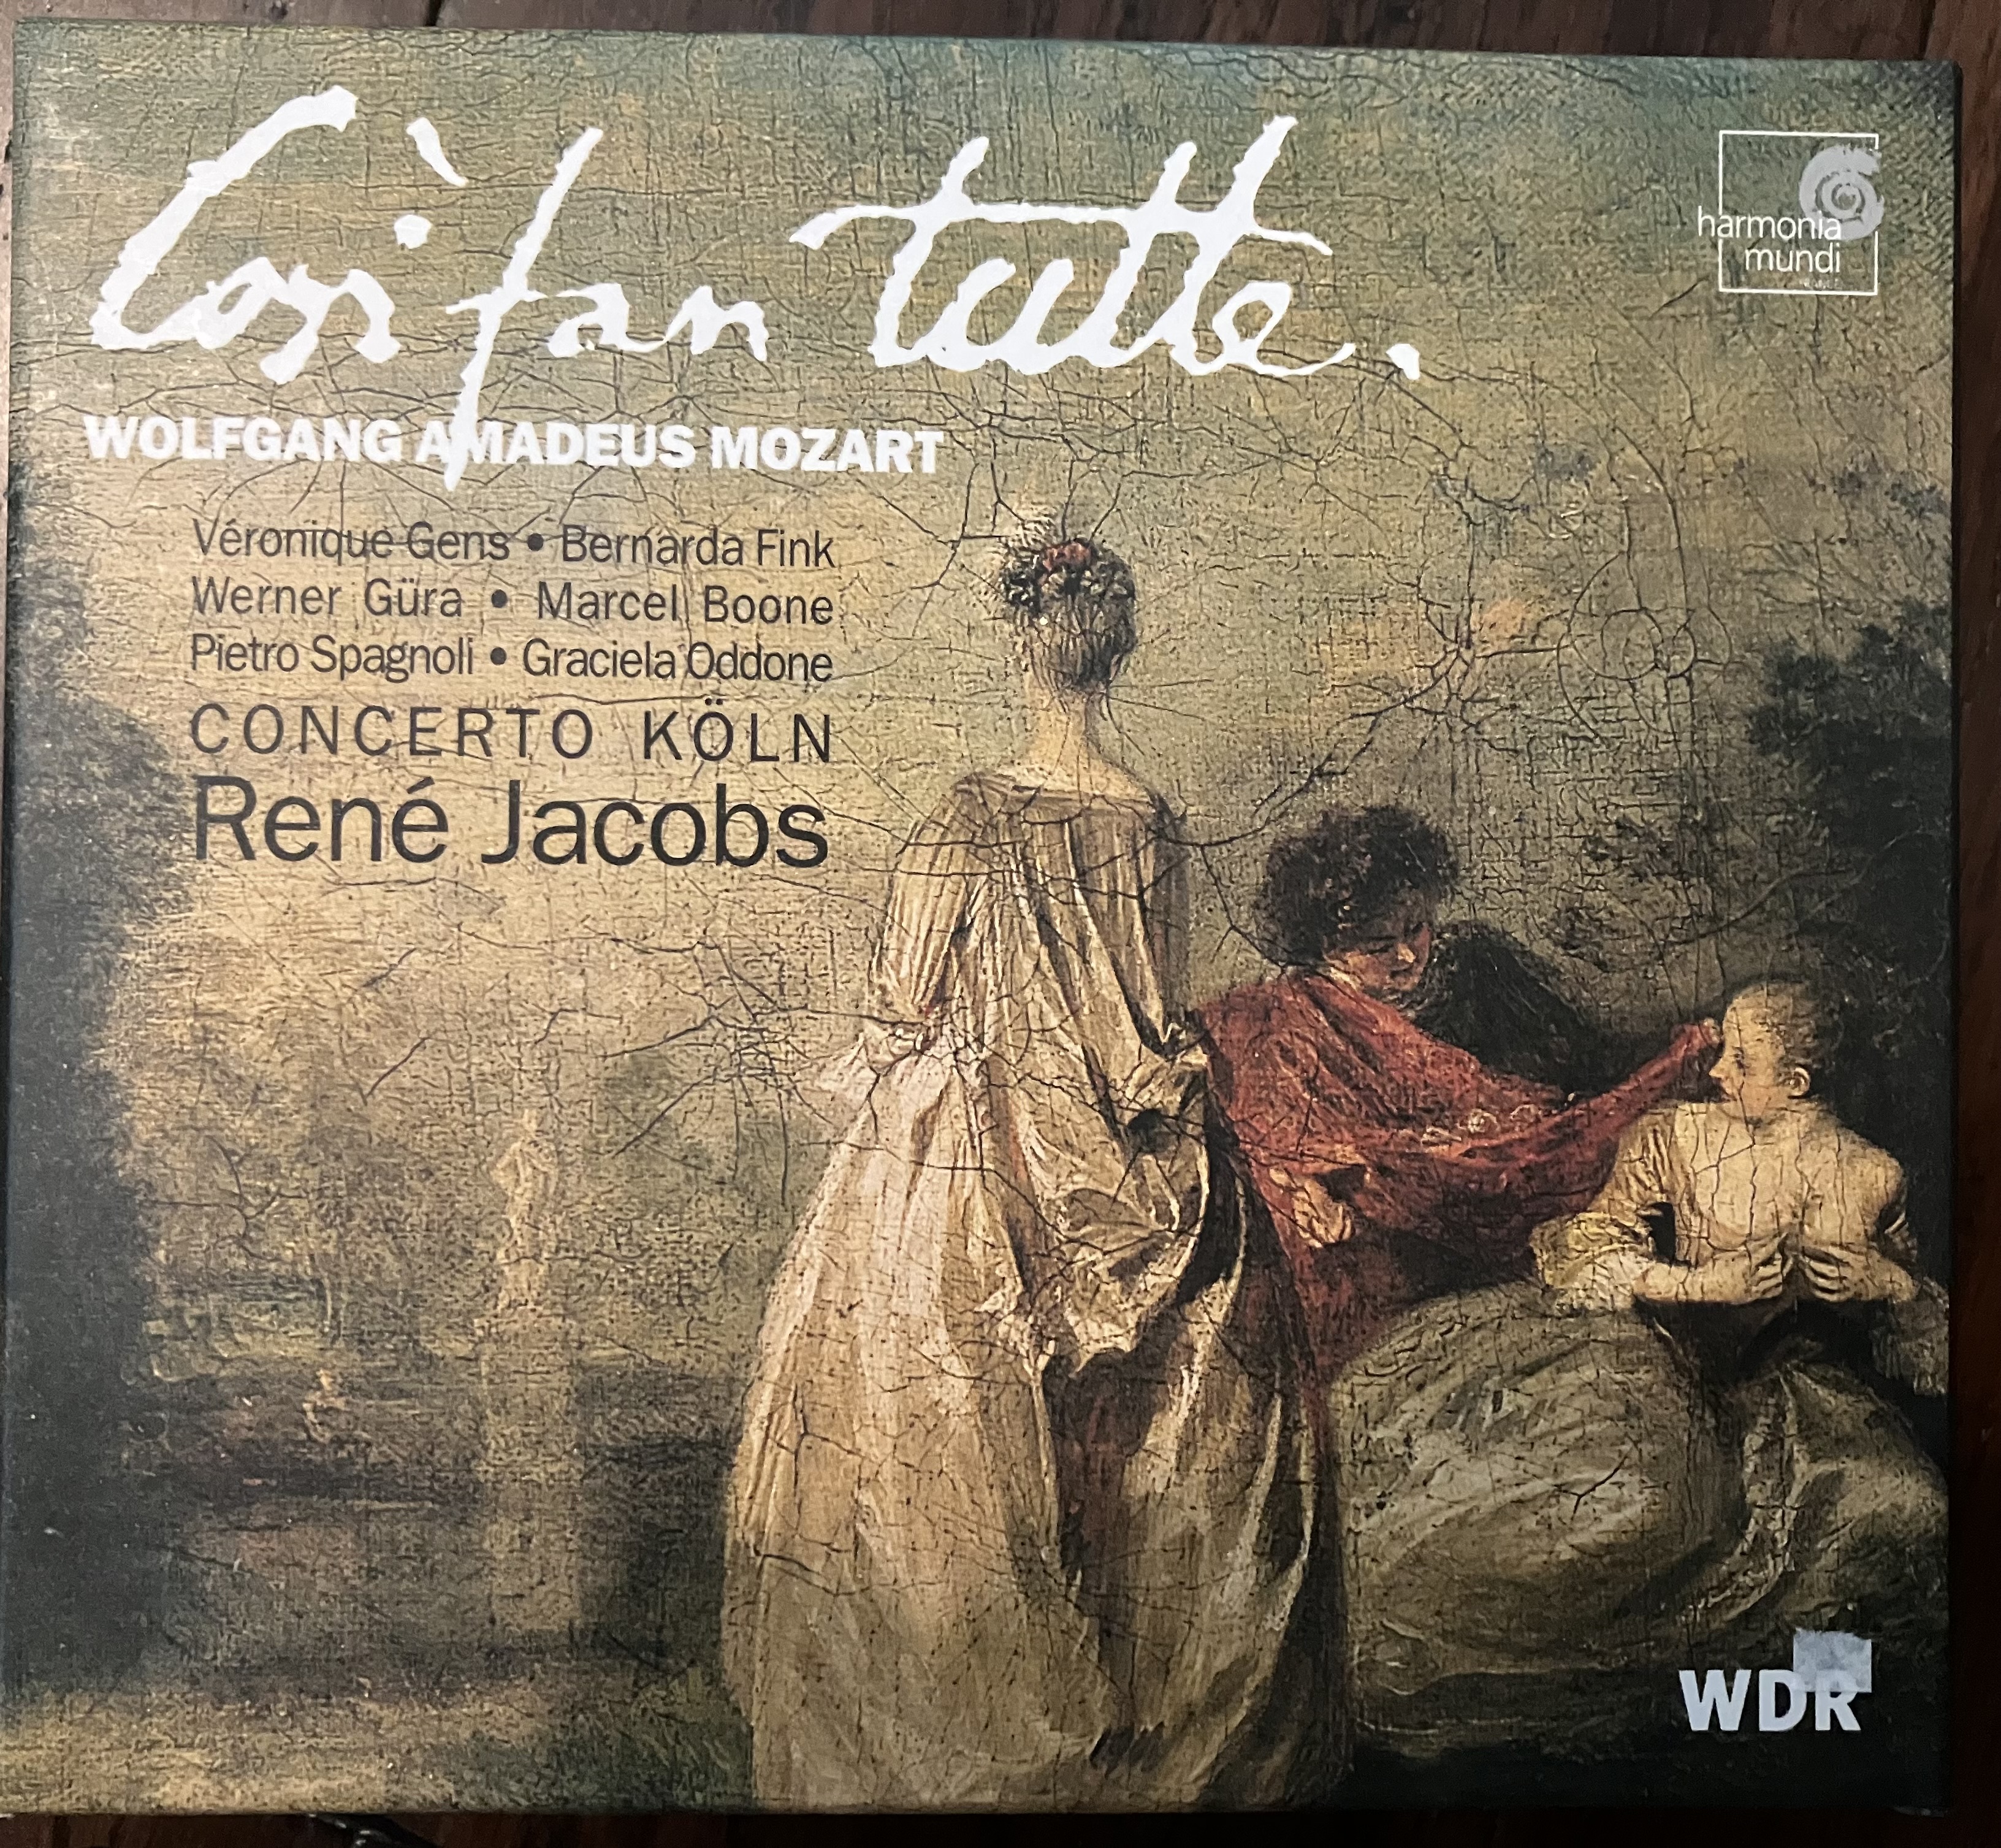 Così fan tutte.
WOLFGANG AMADEUS MOZART
Véronique Gens • Bernarda Fink
Werner Güra • Marcel Boone
Pietro Spagnoli • Graciela Oddone
CONCERTO KÖLN
René Jacobs
harmonia
mundi
FRANCE
WDR